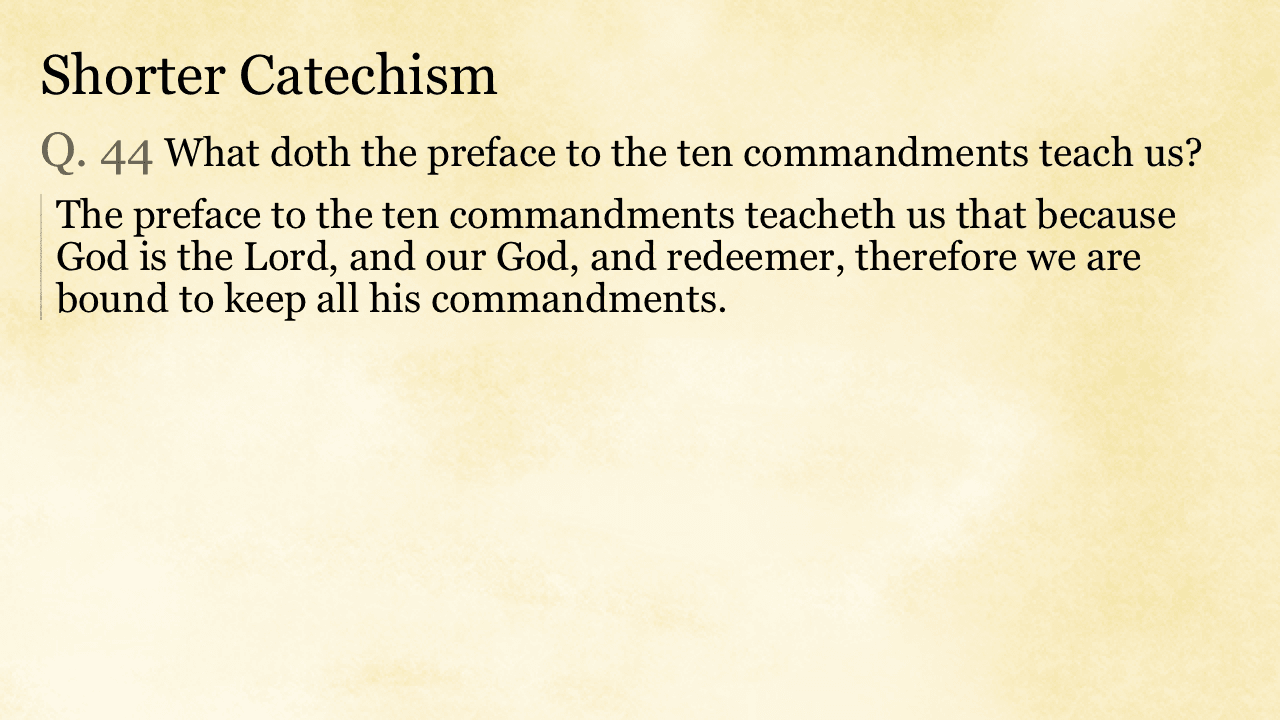 Shorter Catechism
Q. 44 What doth the preface to the ten commandments teach us?
The preface to the ten commandments teacheth us that because
God is the Lord, and our God, and redeemer, therefore we are
bound to keep all his commandments.